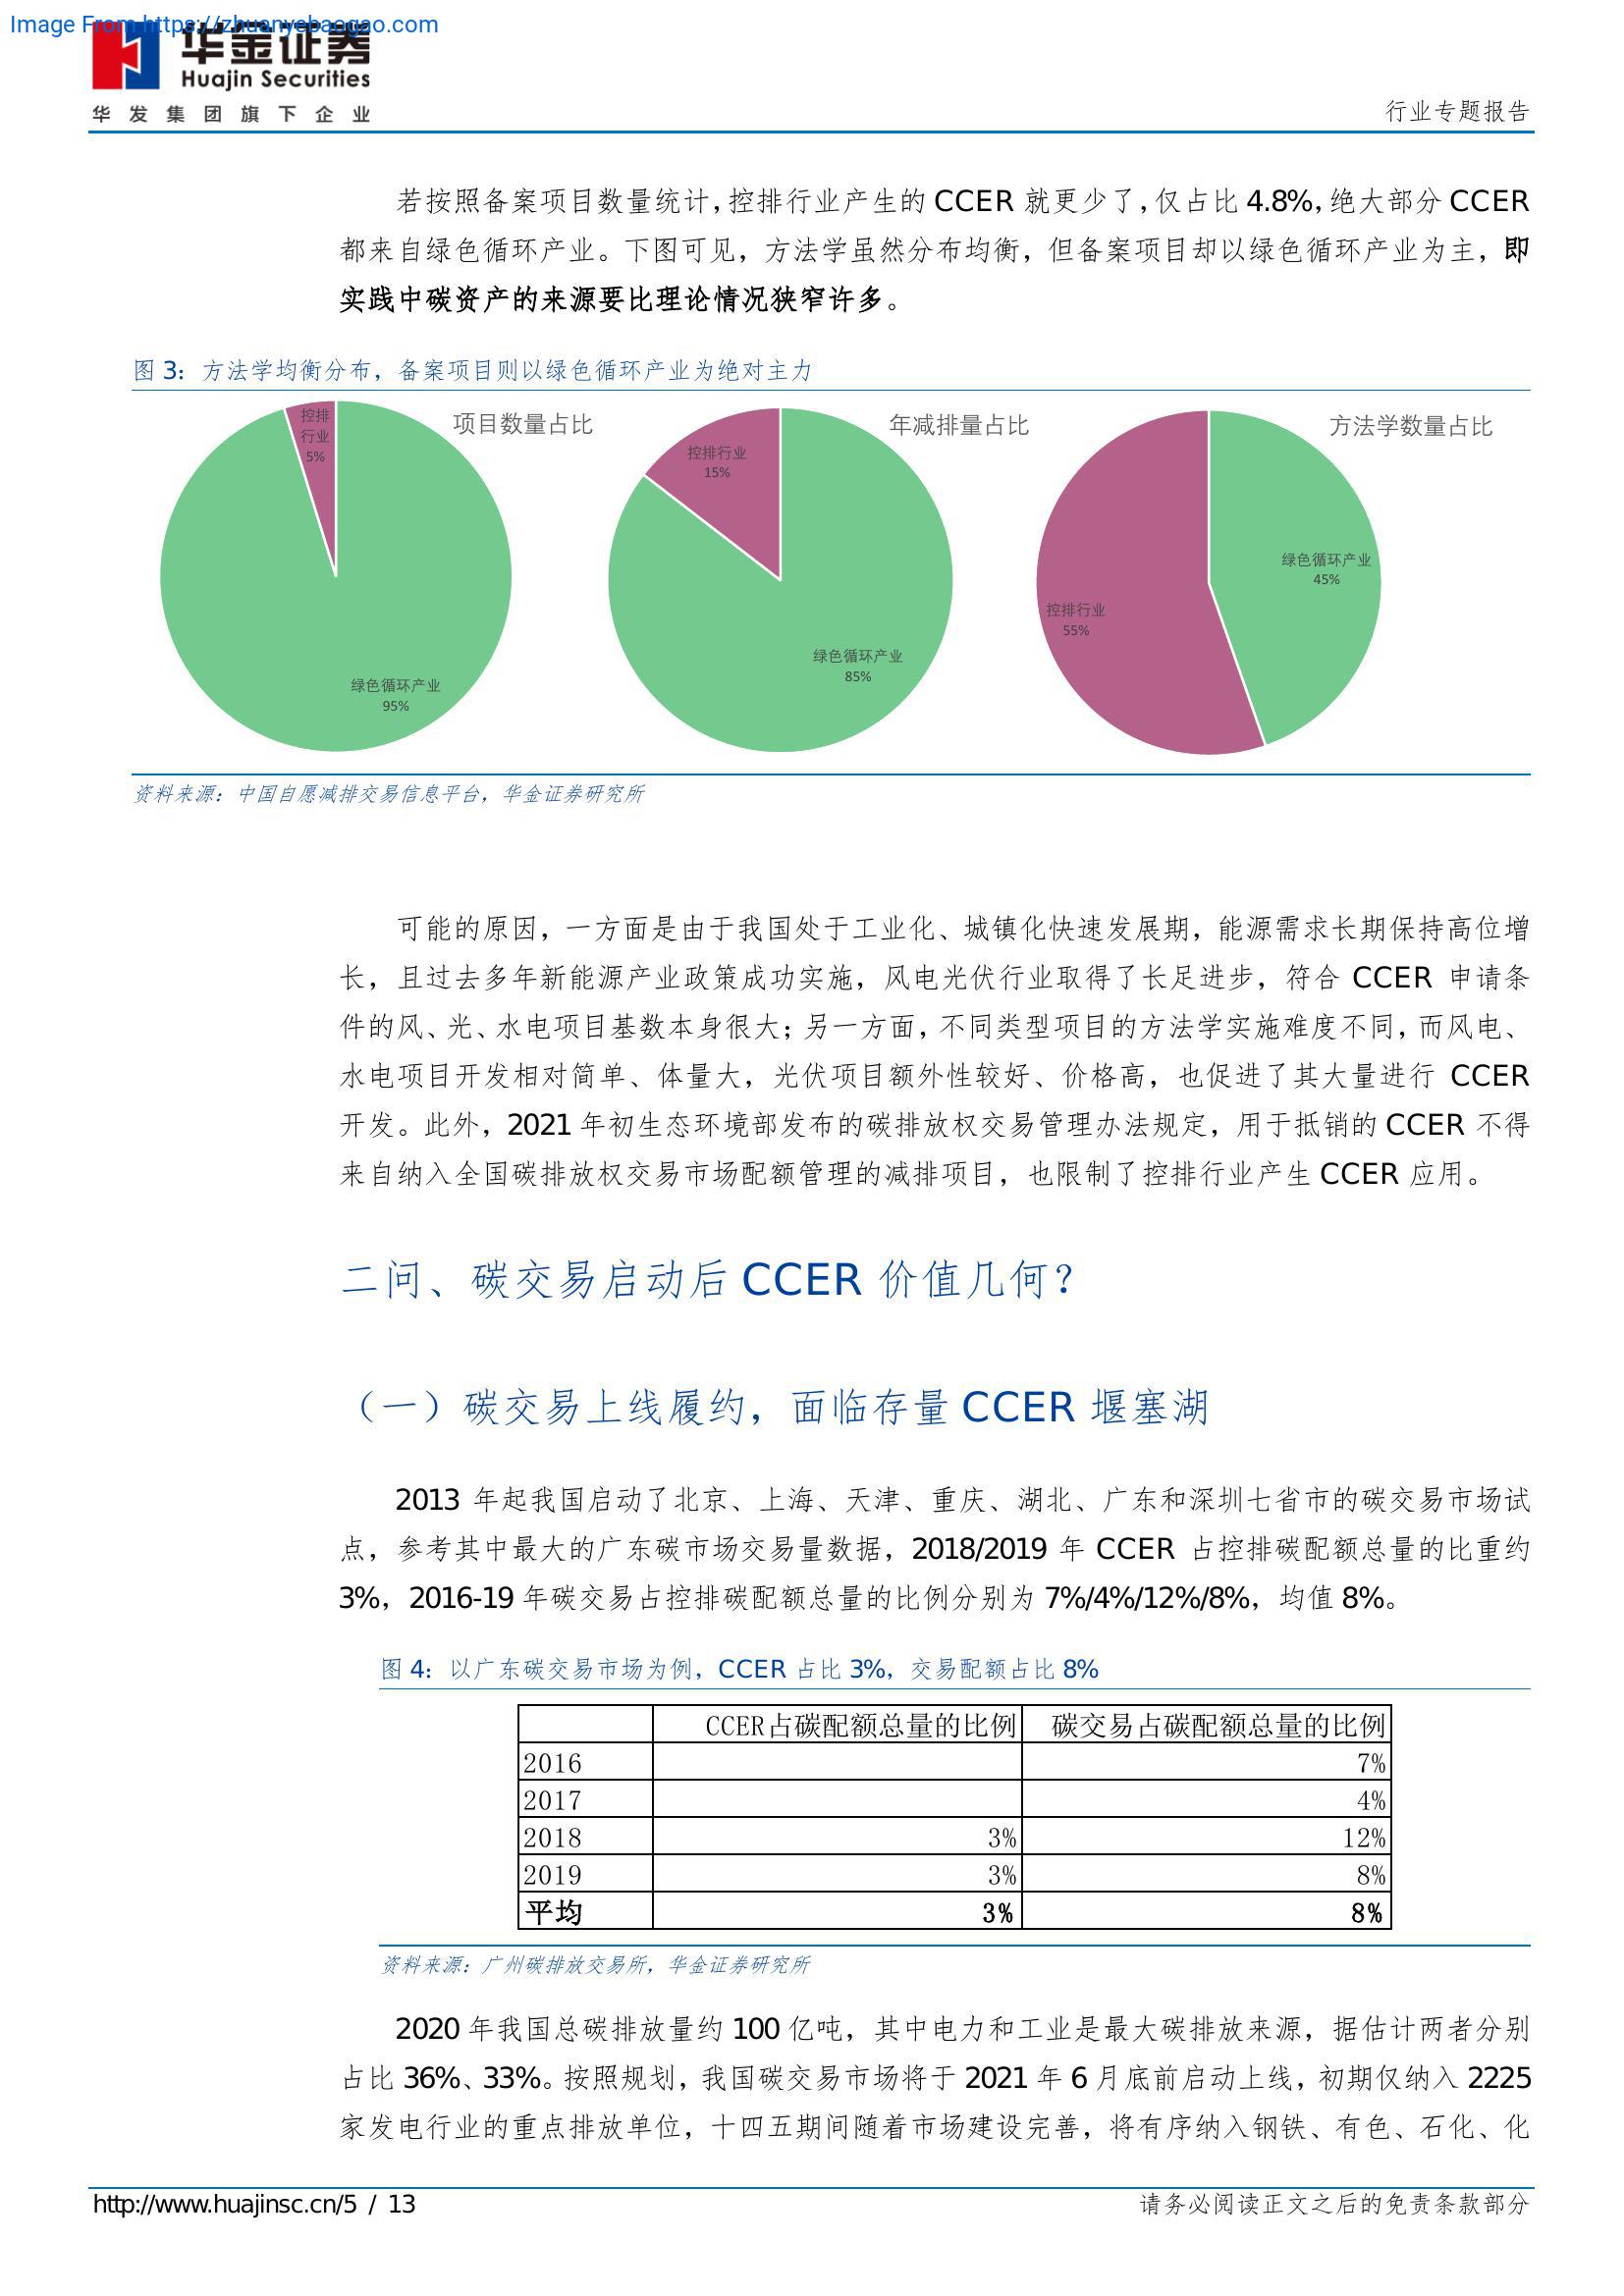 Image From https://zhuanyebaogao.com
华金证券
Huajin Securities
华发集团旗下企业
行业专题报告
若按照备案项目数量统计，控排行业产生的 CCER 就更少了，仅占比 4.8%，绝大部分 CCER
都来自绿色循环产业。下图可见，方法学虽然分布均衡，但备案项目却以绿色循环产业为主，即
实践中碳资产的来源要比理论情况狭窄许多。
图 3：方法学均衡分布，备案项目则以绿色循环产业为绝对主力
项目数量占比
控排
行业
5%
绿色循环产业
95%
年减排量占比
控排行业
15%
绿色循环产业
85%
方法学数量占比
绿色循环产业
45%
控排行业
55%
资料来源：中国自愿减排交易信息平台，华金证券研究所
可能的原因，一方面是由于我国处于工业化、城镇化快速发展期，能源需求长期保持高位增
长，且过去多年新能源产业政策成功实施，风电光伏行业取得了长足进步，符合 CCER 申请条
件的风、光、水电项目基数本身很大；另一方面，不同类型项目的方法学实施难度不同，而风电、
水电项目开发相对简单、体量大，光伏项目额外性较好、价格高，也促进了其大量进行 CCER
开发。此外，2021 年初生态环境部发布的碳排放权交易管理办法规定，用于抵销的 CCER 不得
来自纳入全国碳排放权交易市场配额管理的减排项目，也限制了控排行业产生 CCER 应用。
二问、碳交易启动后 CCER 价值几何？
（一）碳交易上线履约，面临存量 CCER 堰塞湖
2013 年起我国启动了北京、上海、天津、重庆、湖北、广东和深圳七省市的碳交易市场试
点，参考其中最大的广东碳市场交易量数据，2018/2019 年 CCER 占控排碳配额总量的比重约
3%，2016-19 年碳交易占控排碳配额总量的比例分别为 7%/4%/12%/8%，均值 8%。
图 4：以广东碳交易市场为例，CCER 占比 3%，交易配额占比 8%
CCER占碳配额总量的比例 碳交易占碳配额总量的比例
2016 7%
2017 4%
2018 3% 12%
2019 3% 8%
平均 3% 8%
资料来源：广州碳排放交易所，华金证券研究所
2020 年我国总碳排放量约 100 亿吨，其中电力和工业是最大碳排放来源，据估计两者分别
占比 36%、33%。按照规划，我国碳交易市场将于 2021 年 6 月底前启动上线，初期仅纳入 2225
家发电行业的重点排放单位，十四五期间随着市场建设完善，将有序纳入钢铁、有色、石化、化
http://www.huajinsc.cn/5 / 13
请务必阅读正文之后的免责条款部分